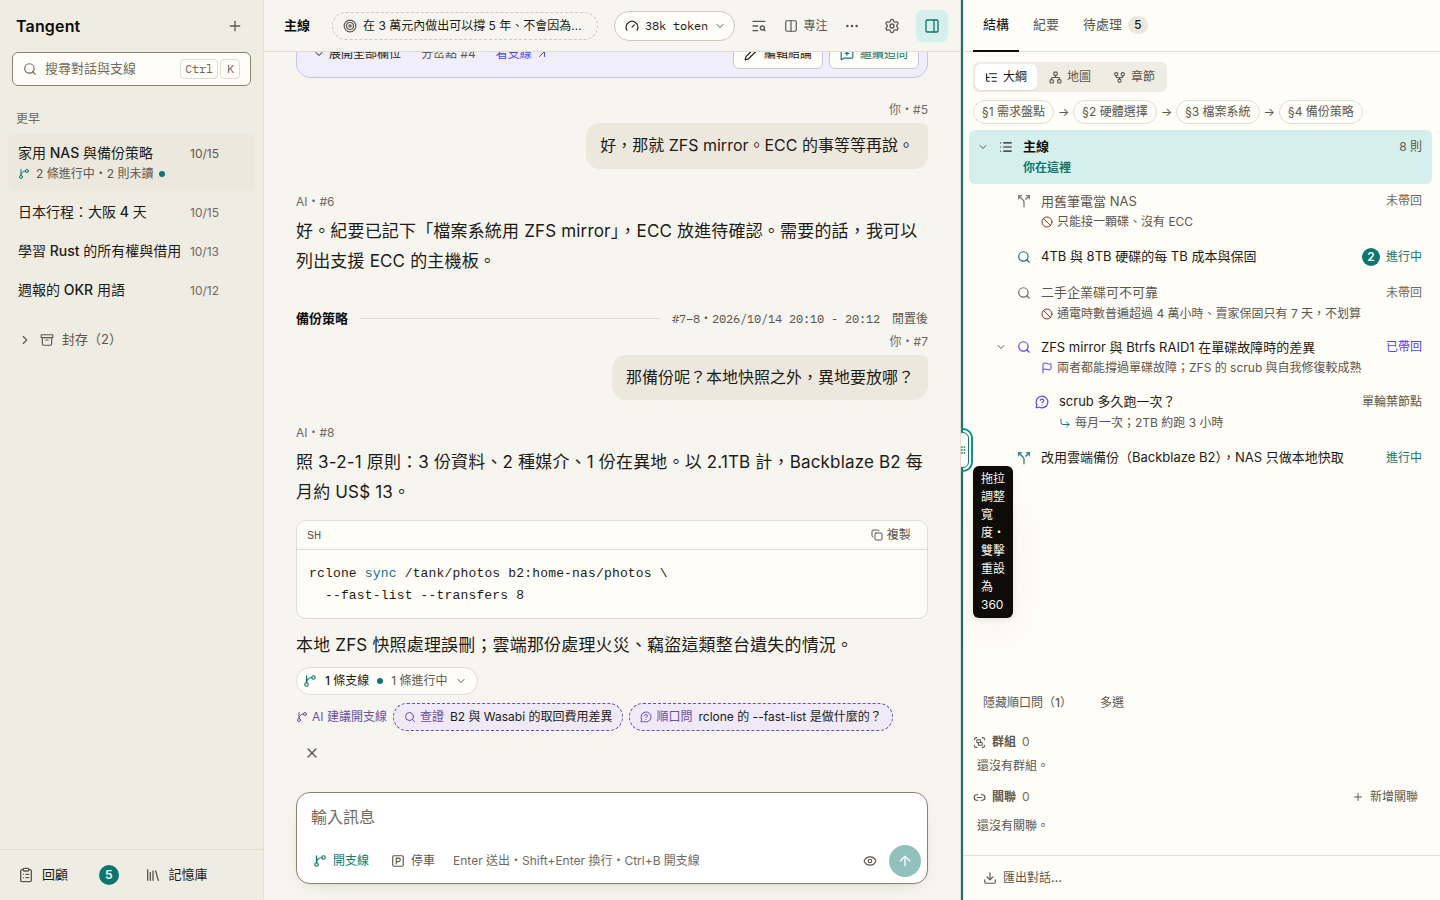 Tangent
搜尋對話與支線 Ctrl K
更早
家用 NAS 與備份策略 10/15
2 條進行中・2 則未讀
日本行程：大阪 4 天 10/15
學習 Rust 的所有權與借用 10/13
週報的 OKR 用語 10/12
封存（2）
回顧 5 記憶庫
主線 在 3 萬元內做出可以撐 5 年、不會因為... 38k token 專注
展開全部欄位 分岔點 #4 看支線 編輯結論 繼續追問
你・#5
好，那就 ZFS mirror。ECC 的事等等再說。
AI・#6
好。紀要已記下「檔案系統用 ZFS mirror」，ECC 放進待確認。需要的話，我可以
列出支援 ECC 的主機板。
備份策略 #7–8・2026/10/14 20:10 - 20:12 閒置後
你・#7
那備份呢？本地快照之外，異地要放哪？
AI・#8
照 3-2-1 原則：3 份資料、2 種媒介、1 份在異地。以 2.1TB 計，Backblaze B2 每
月約 US$ 13。
SH 複製
rclone sync /tank/photos b2:home-nas/photos \
--fast-list --transfers 8
本地 ZFS 快照處理誤刪；雲端那份處理火災、竊盜這類整台遺失的情況。
1 條支線 1 條進行中
AI 建議開支線 查證 B2 與 Wasabi 的取回費用差異 順口問 rclone 的 --fast-list 是做什麼的？
輸入訊息
開支線 停車 Enter 送出・Shift+Enter 換行・Ctrl+B 開支線
結構 紀要 待處理 5
大綱 地圖 章節
§1 需求盤點 → §2 硬體選擇 → §3 檔案系統 → §4 備份策略
主線 8 則
你在這裡
用舊筆電當 NAS 未帶回
只能接一顆碟、沒有 ECC
4TB 與 8TB 硬碟的每 TB 成本與保固 2 進行中
二手企業碟可不可靠 未帶回
通電時數普遍超過 4 萬小時、賣家保固只有 7 天，不划算
ZFS mirror 與 Btrfs RAID1 在單碟故障時的差異 已帶回
兩者都能撐過單碟故障；ZFS 的 scrub 與自我修復較成熟
scrub 多久跑一次？ 單輪葉節點
每月一次；2TB 約跑 3 小時
改用雲端備份（Backblaze B2），NAS 只做本地快取 進行中
拖拉
調整
寬
度・
雙擊
重設
為
360
隱藏順口問（1） 多選
群組 0
還沒有群組。
關聯 0 新增關聯
還沒有關聯。
匯出對話...